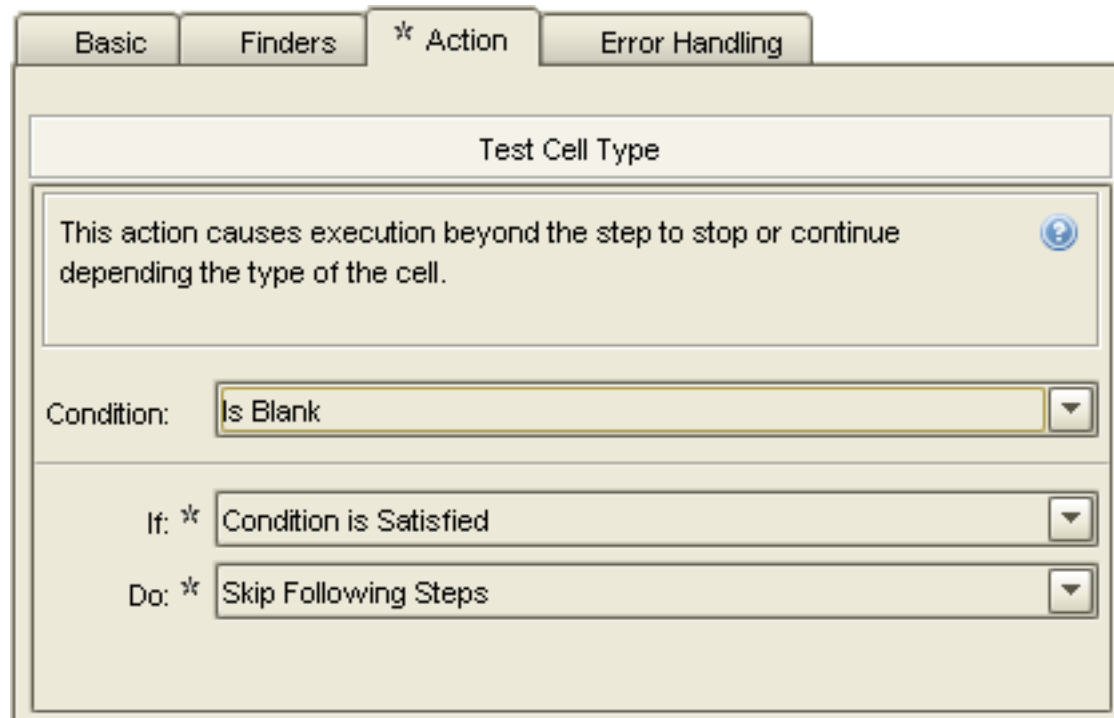 Basic Finders * Action Error Handling
Test Cell Type
This action causes execution beyond the step to stop or continue
depending the type of the cell.
Condition: Is Blank
If: * Condition is Satisfied
Do: * Skip Following Steps